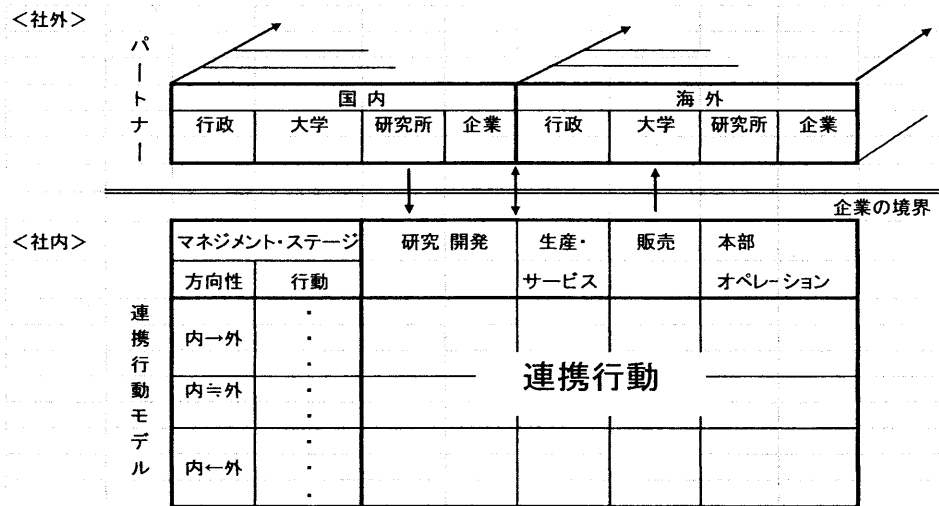 <社外>
パートナー
国内
海外
行政 大学 研究所 企業 行政 大学 研究所 企業
企業の境界
<社内>
マネジメント・ステージ
方向性 行動
研究 開発
生産・
サービス
販売
本部
オペレーション
連携行動モデル
内→外
・
・
・
内≒外
・
・
内←外
・
・
・
連携行動